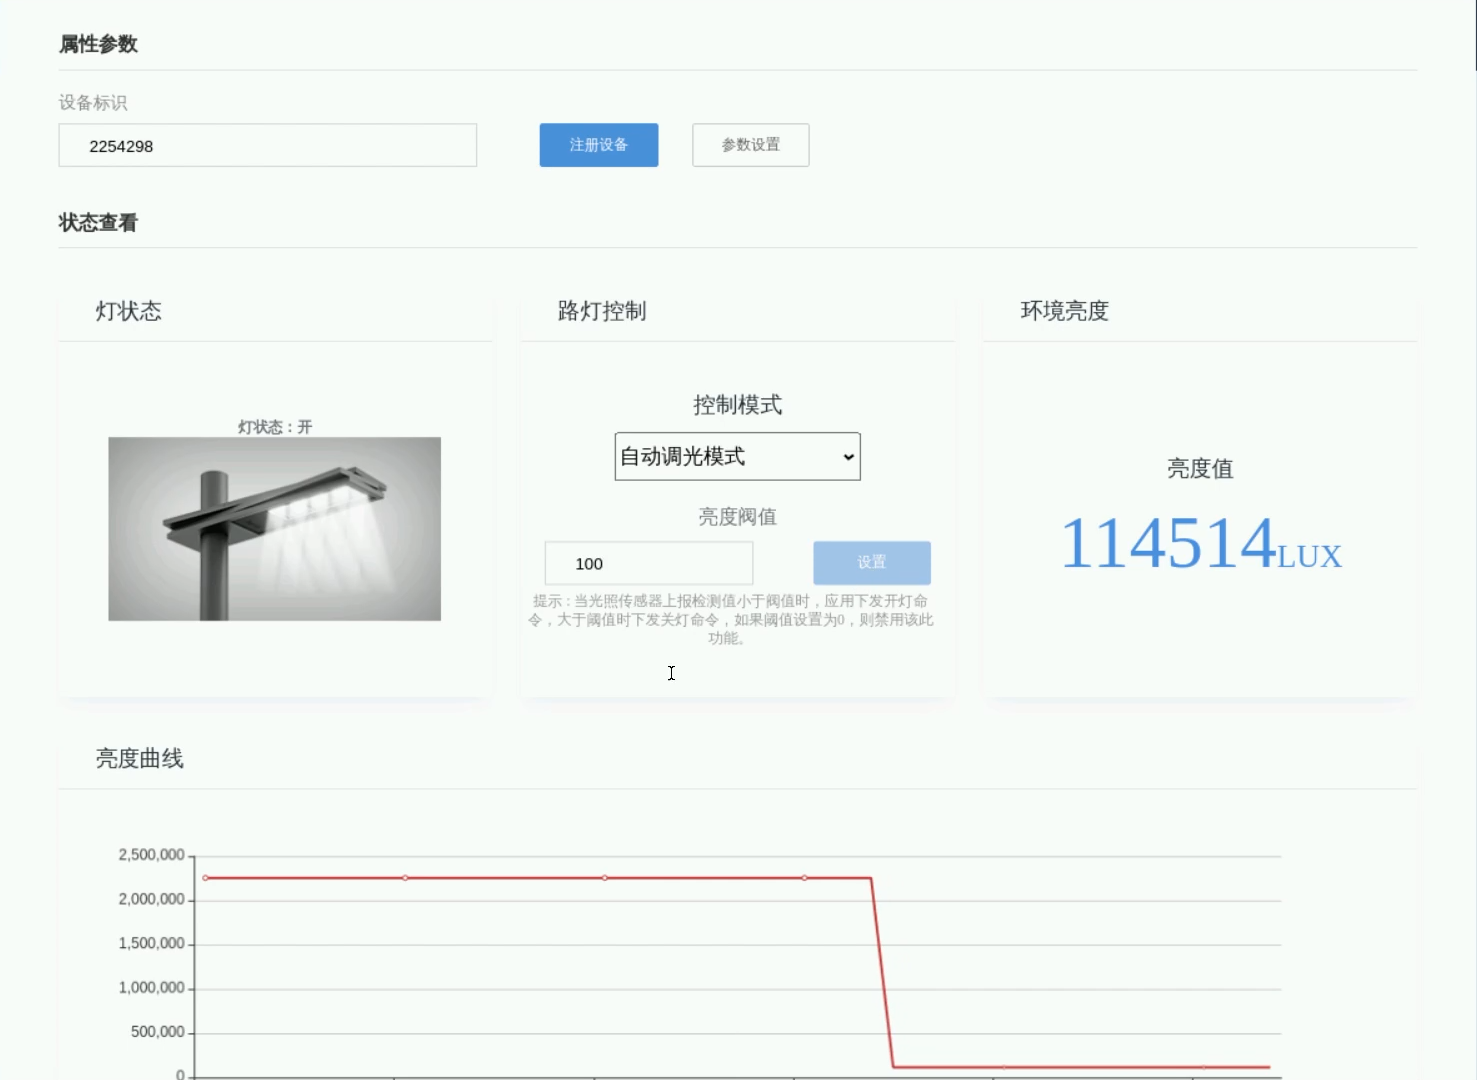 属性参数
设备标识
2254298
注册设备
参数设置
状态查看
灯状态
路灯控制
环境亮度
灯状态：开
控制模式
自动调光模式
亮度阀值
100
设置
提示：当光照传感器上报检测值小于阀值时，应用下发开灯命
令，大于阈值时下发关灯命令，如果阈值设置为0，则禁用该此
功能。
亮度值
114514LUX
亮度曲线
2,500,000
2,000,000
1,500,000
1,000,000
500,000
0